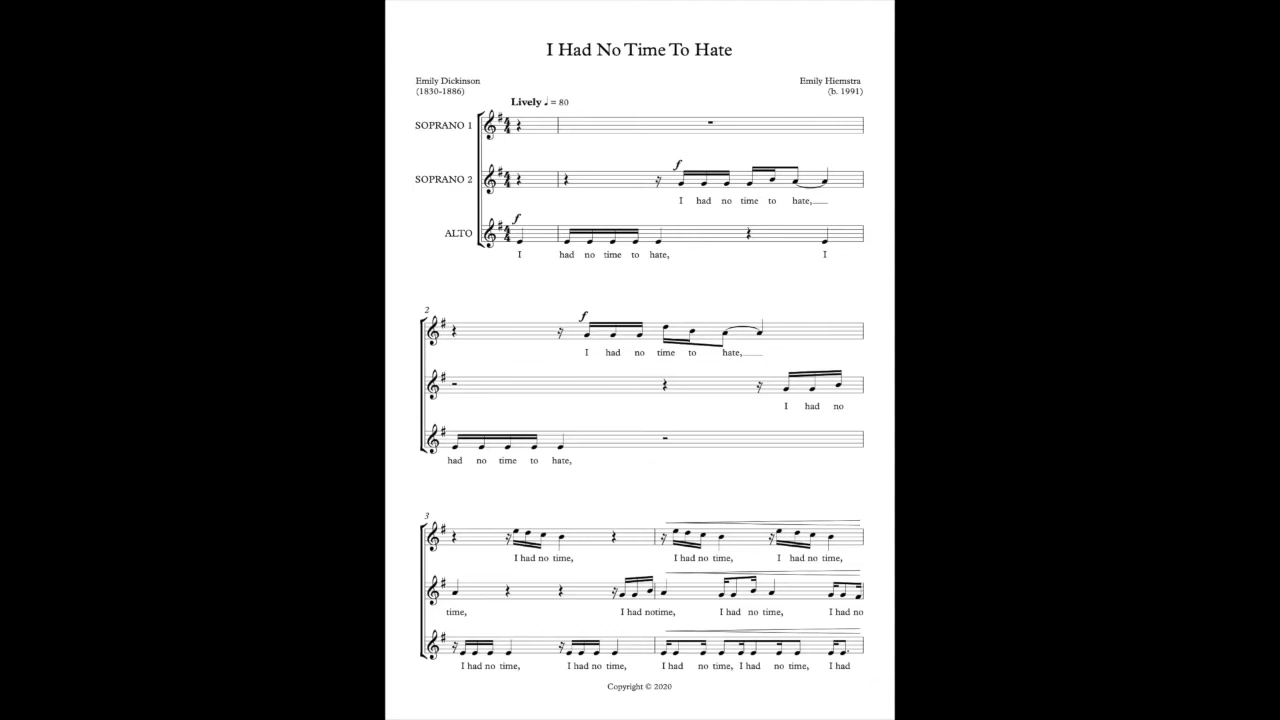 I Had No Time To Hate
Emily Dickinson
(1830-1886)
Emily Hiemstra
(b. 1991)
Lively ♩ = 80
SOPRANO 1
f
SOPRANO 2
I had no time to hate,
f
ALTO
I had no time to hate, I
2
f
I had no time to hate,
I had no
had no time to hate,
3
I had no time, I had no time, I had no time,
time, I had notime, I had no time, I had no
I had no time, I had no time, I had no time, I had no time, I had
Copyright © 2020